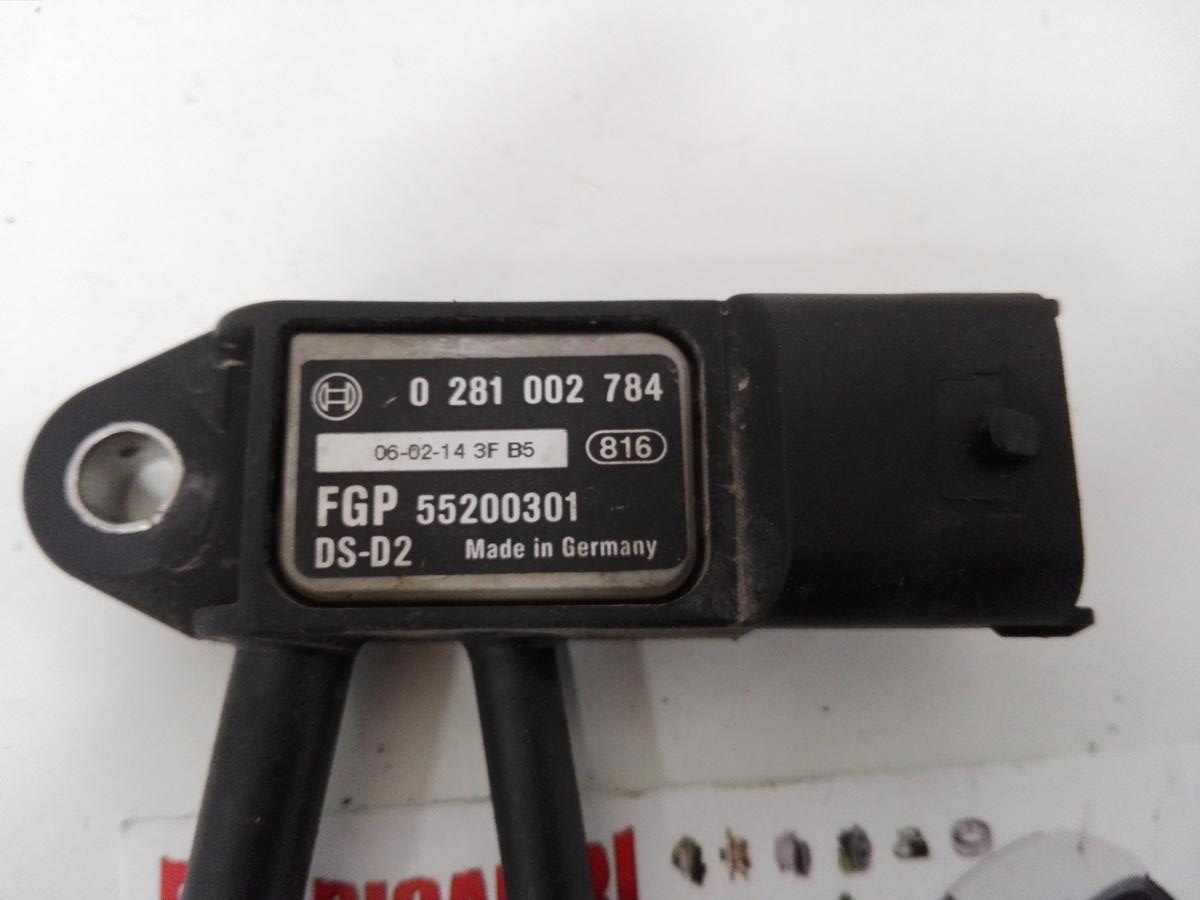 0 281 002 784
06-02-14 3F B5 816
FGP 55200301
DS-D2 Made in Germany